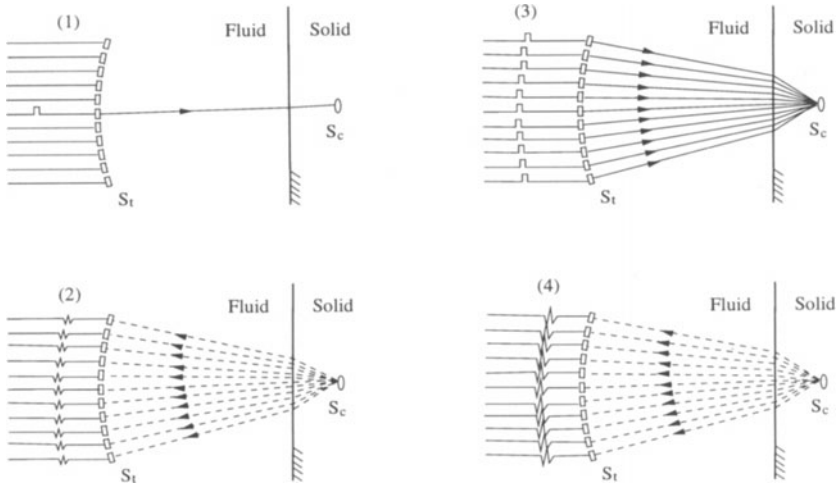 (1)
Fluid Solid
Sc
St
(3)
Fluid Solid
Sc
St
(2)
Fluid Solid
Sc
St
(4)
Fluid Solid
Sc
St